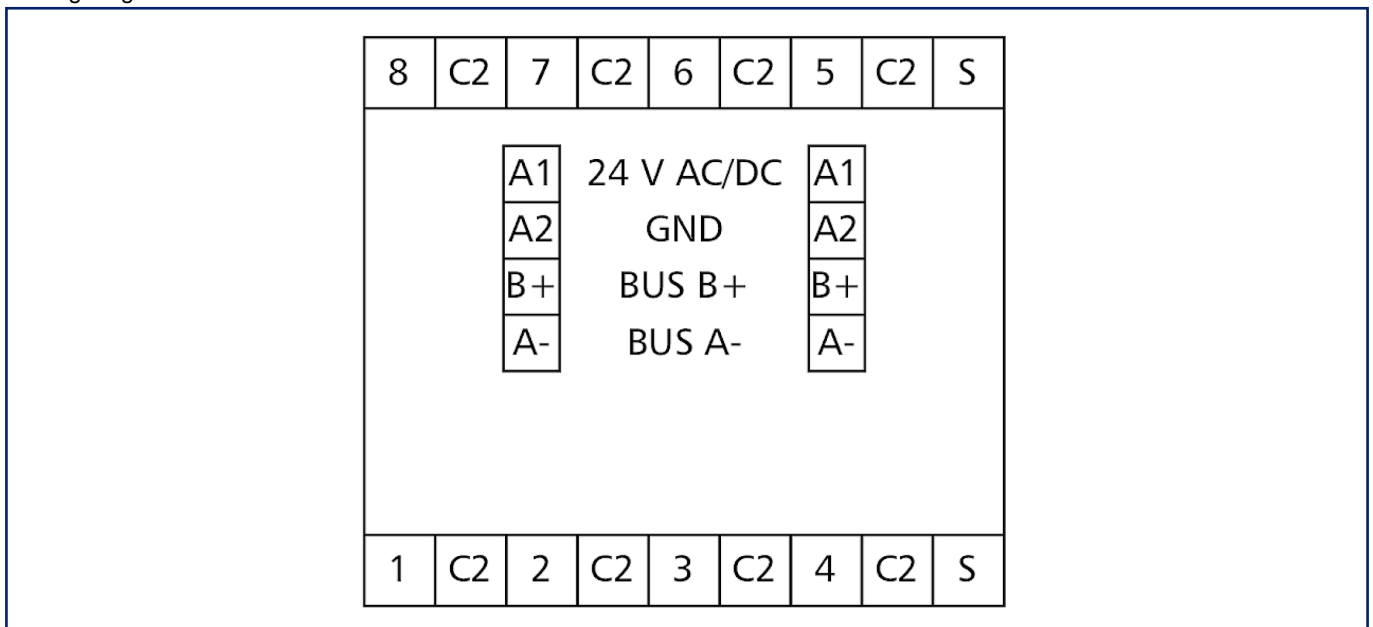 8 C2 7 C2 6 C2 5 C2 S
A1 24 V AC/DC A1
A2 GND A2
B+ BUS B+ B+
A- BUS A- A-
1 C2 2 C2 3 C2 4 C2 S